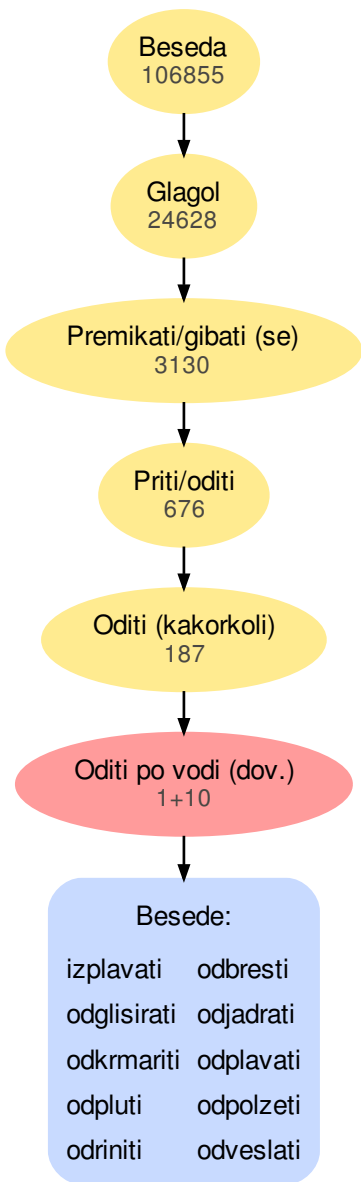 Beseda
106855
Glagol
24628
Premikati/gibati (se)
3130
Priti/oditi
676
Oditi (kakorkoli)
187
Oditi po vodi (dov.)
1+10
Besede:
izplavati odbresti
odglisirati odjadrati
odkrmariti odplavati
odpluti odpolzeti
odriniti odveslati